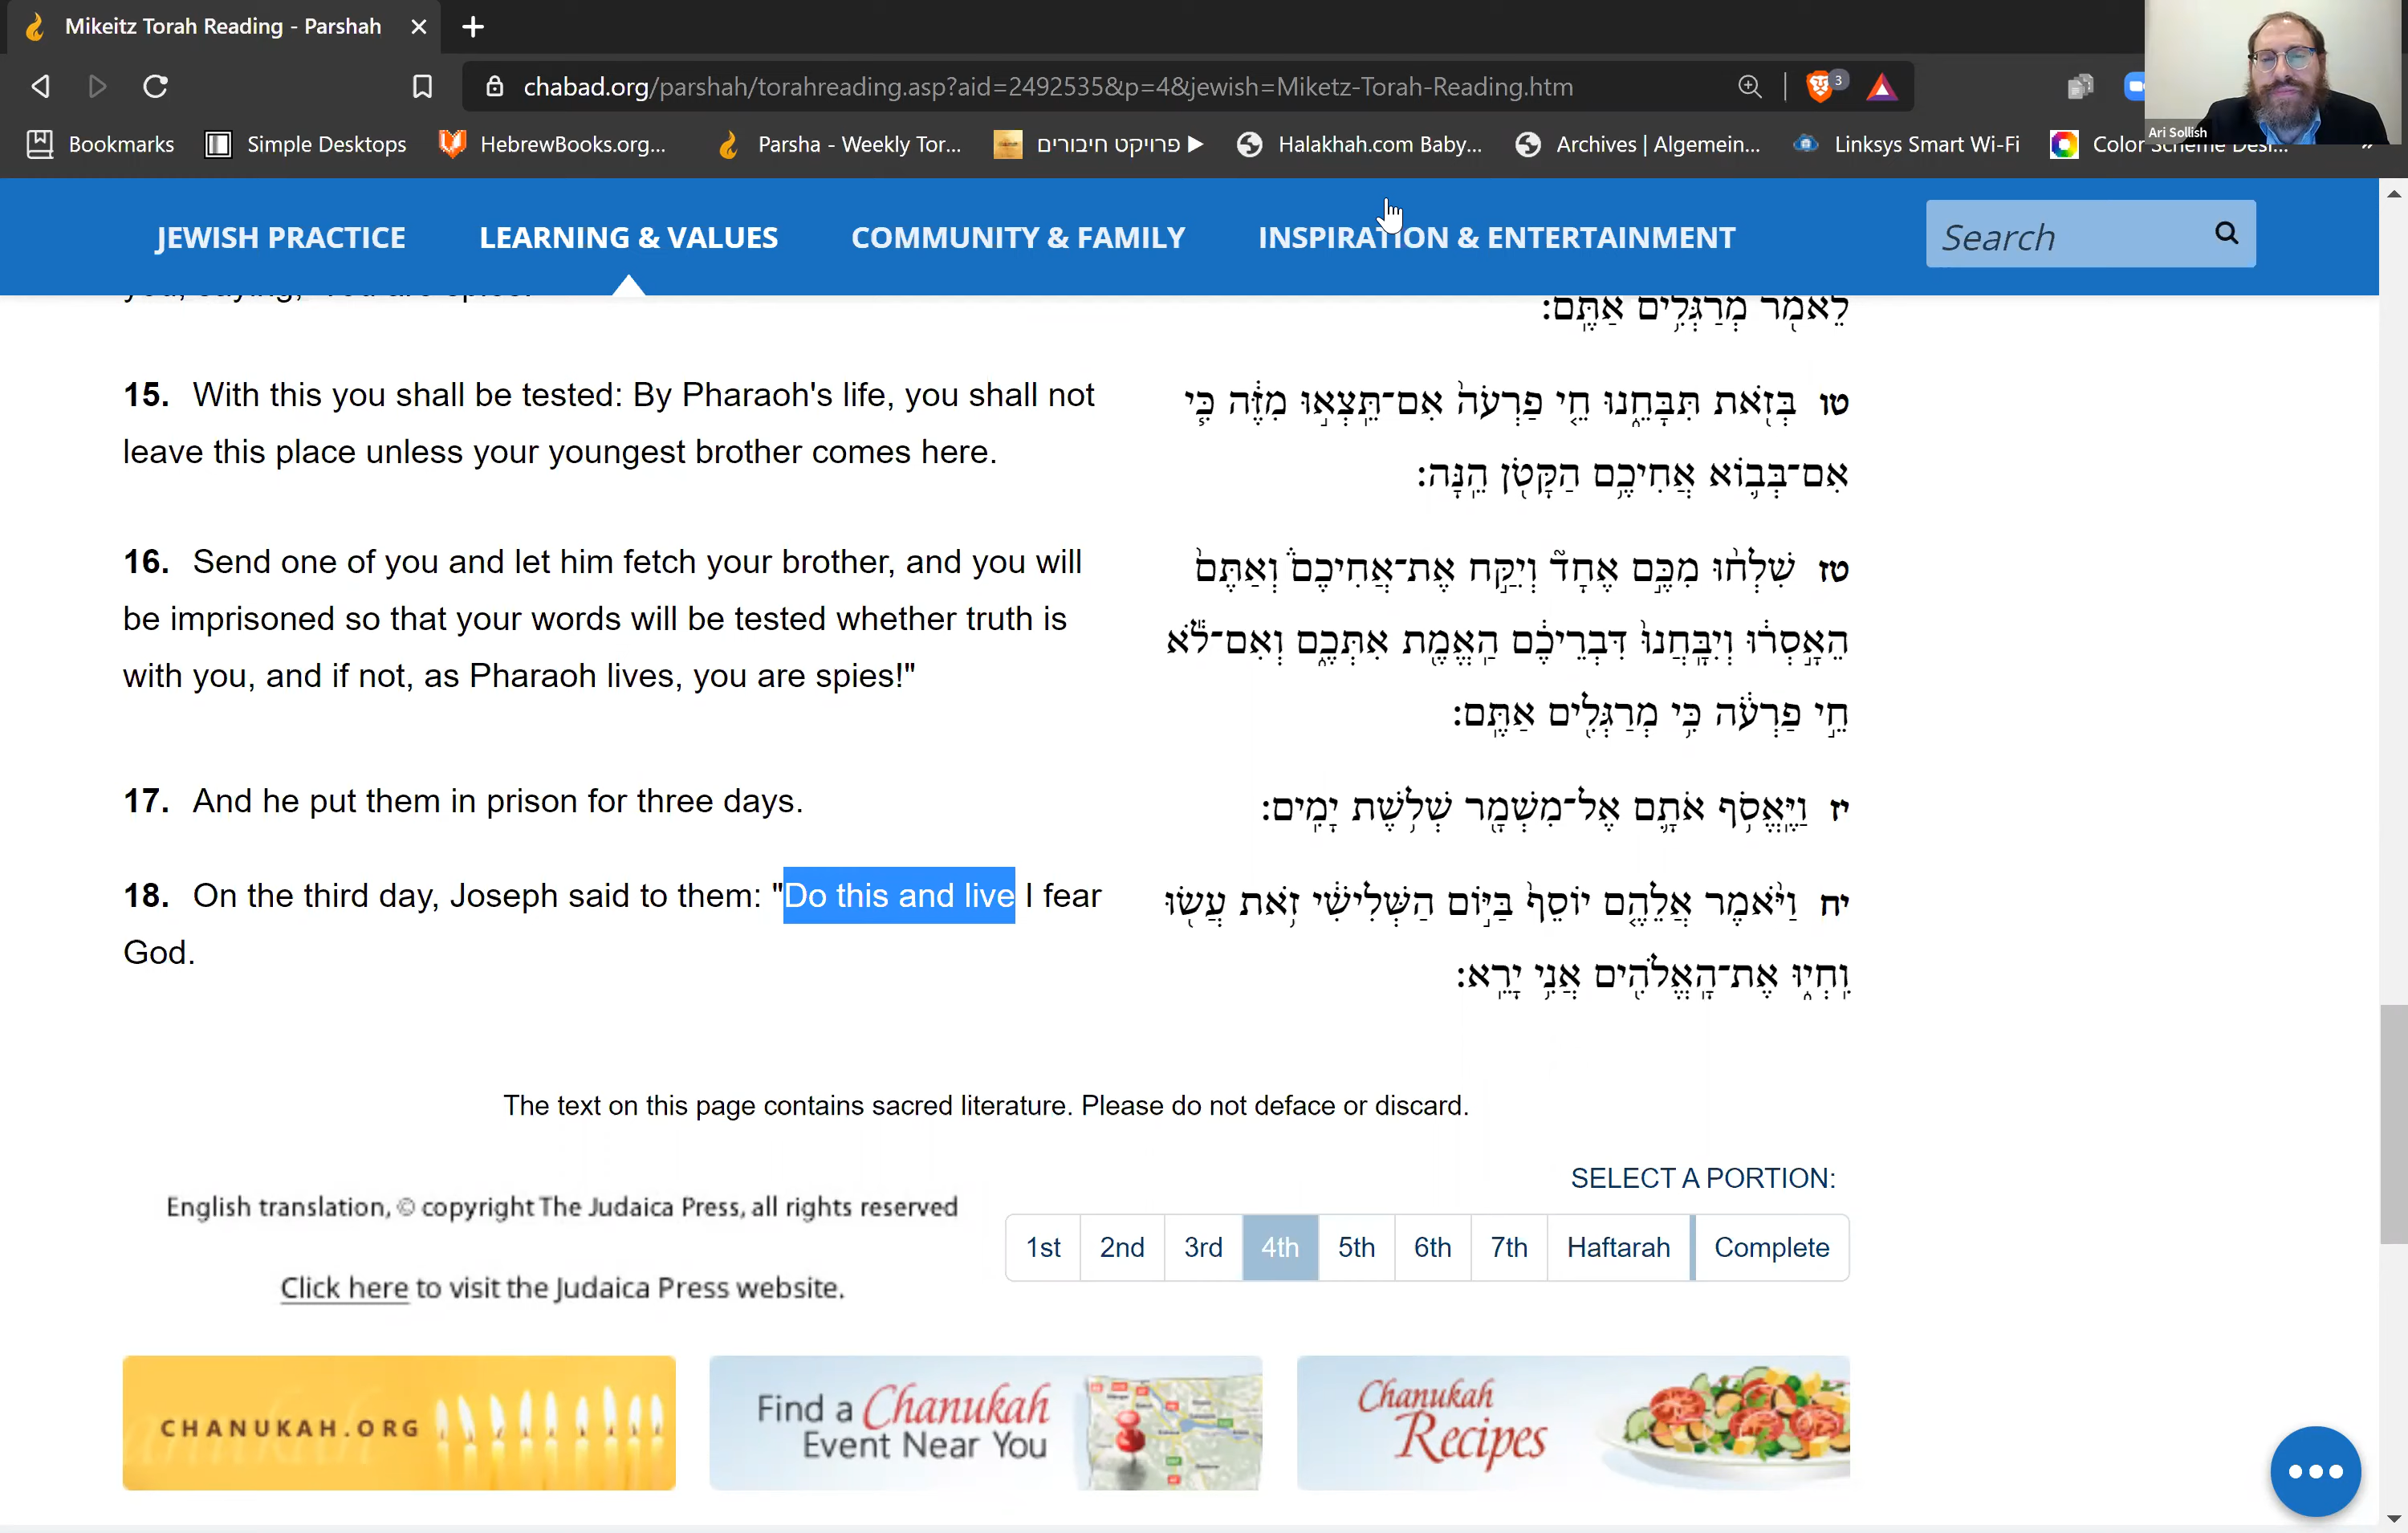 Mikeitz Torah Reading - Parshah
chabad.org/parshah/torahreading.asp?aid=2492535&p=4&jewish=Miketz-Torah-Reading.htm
3
Ari Sollish
Bookmarks Simple Desktops HebrewBooks.org... Parsha - Weekly Tor... פרויקט חיבורים Halakhah.com Baby... Archives | Algemein... Linksys Smart Wi-Fi Color Scheme Desi... »
JEWISH PRACTICE LEARNING & VALUES COMMUNITY & FAMILY INSPIRATION & ENTERTAINMENT Search
you, saying, 'You are spies.'
לֵאמֹ֖ר מְרַגְּלִ֥ים אַתֶּֽם:
15. With this you shall be tested: By Pharaoh's life, you shall not
leave this place unless your youngest brother comes here.
טו בְּזֹ֖את תִּבָּחֵ֑נוּ חֵ֤י פַרְעֹה֙ אִם־תֵּֽצְא֣וּ מִזֶּ֔ה כִּ֧י
אִם־בְּב֛וֹא אֲחִיכֶ֥ם הַקָּטֹ֖ן הֵֽנָּה:
16. Send one of you and let him fetch your brother, and you will
be imprisoned so that your words will be tested whether truth is
with you, and if not, as Pharaoh lives, you are spies!"
טז שִׁלְח֨וּ מִכֶּ֣ם אֶחָד֘ וְיִקַּ֣ח אֶת־אֲחִיכֶם֒ וְאַתֶּם֙
הֵאָ֣סְר֔וּ וְיִבָּֽחֲנוּ֙ דִּבְרֵיכֶ֔ם הַֽאֱמֶ֖ת אִתְּכֶ֑ם וְאִם־לֹ֕א
חֵ֣י פַרְעֹ֔ה כִּ֥י מְרַגְּלִ֖ים אַתֶּֽם:
17. And he put them in prison for three days.
יז וַיֶּֽאֱסֹ֥ף אֹתָ֛ם אֶל־מִשְׁמָ֖ר שְׁל֥שֶׁת יָמִֽים:
18. On the third day, Joseph said to them: "Do this and live I fear
God.
יח וַיֹּ֨אמֶר אֲלֵהֶ֤ם יוֹסֵף֙ בַּיּ֣וֹם הַשְּׁלִישִׁ֔י זֹ֥את עֲשׂ֖וּ
וִֽחְי֑וּ אֶת־הָֽאֱלֹהִ֖ים אֲנִ֥י יָרֵֽא:
The text on this page contains sacred literature. Please do not deface or discard.
SELECT A PORTION:
English translation, © copyright The Judaica Press, all rights reserved
1st 2nd 3rd 4th 5th 6th 7th Haftarah Complete
Click here to visit the Judaica Press website.
CHANUKAH.ORG
Find a Chanukah
Event Near You
Chanukah
Recipes